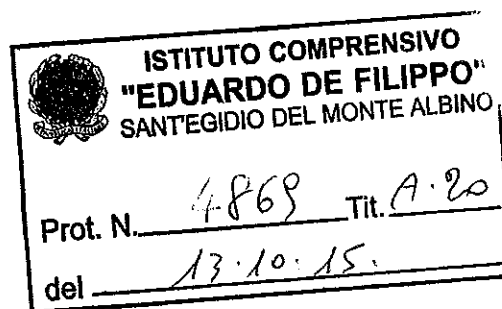 ISTITUTO COMPRENSIVO
"EDUARDO DE FILIPPO"
SANT'EGIDIO DEL MONTE ALBINO
Prot. N. 4869 Tit. A.20
del 13.10.15.